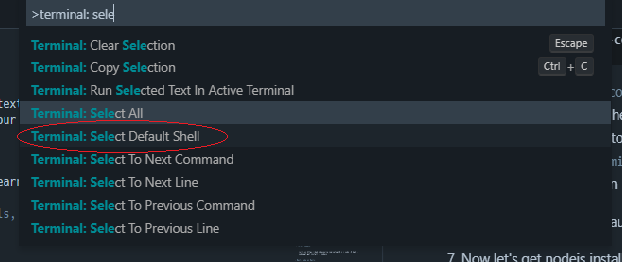 >terminal: sele
Terminal: Clear Selection Escape
Terminal: Copy Selection Ctrl + C
Terminal: Run Selected Text In Active Terminal
Terminal: Select All
Terminal: Select Default Shell
Terminal: Select To Next Command
Terminal: Select To Next Line
Terminal: Select To Previous Command
Terminal: Select To Previous Line
7. Now let's get nodejs instal